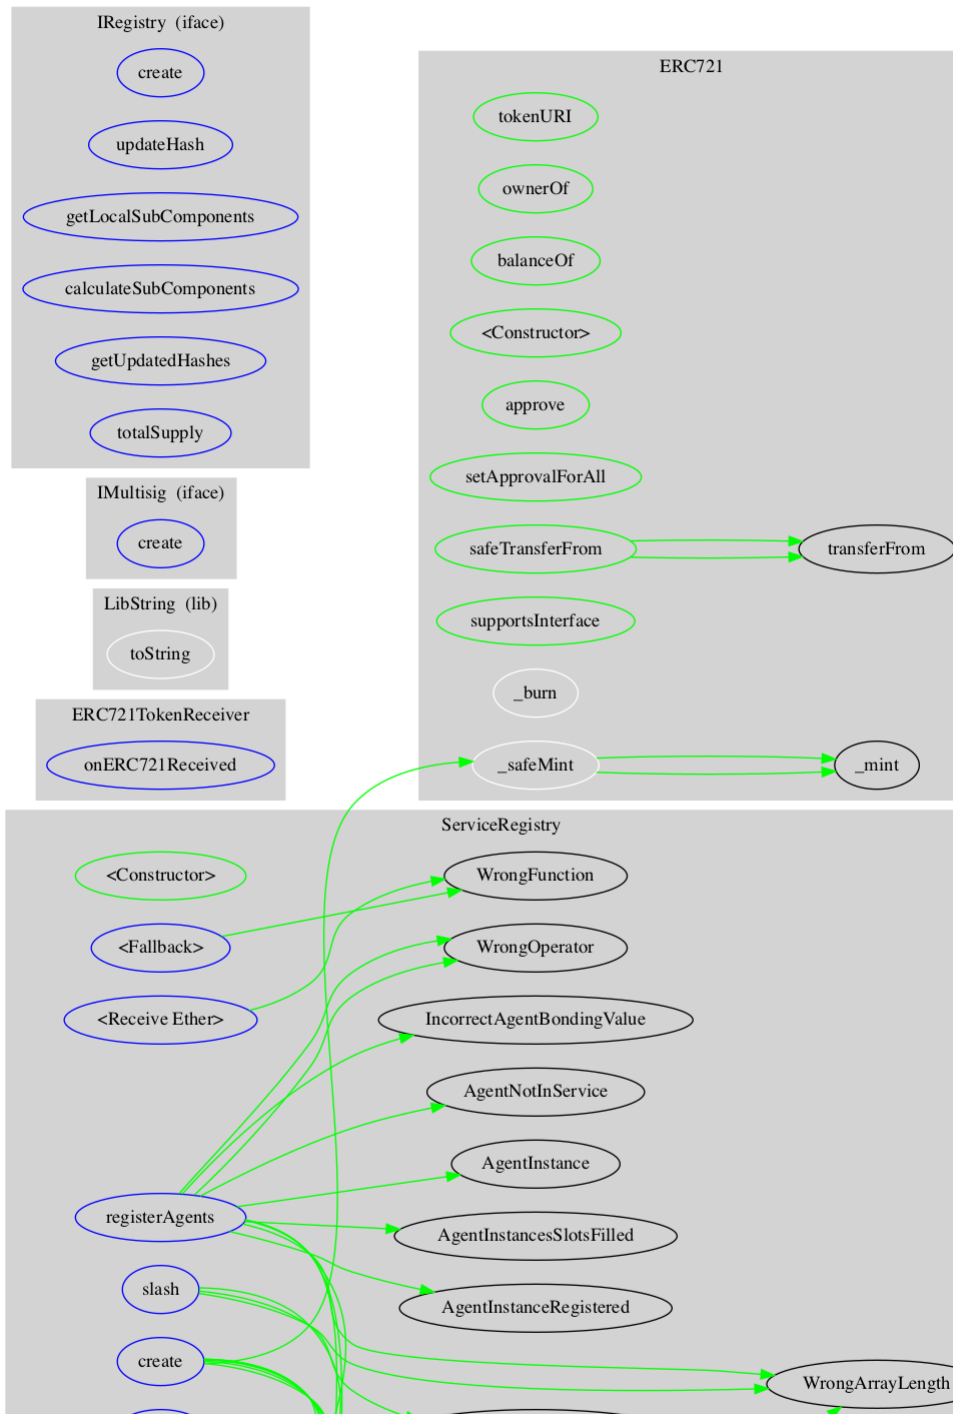 IRegistry (iface)
create
updateHash
getLocalSubComponents
calculateSubComponents
getUpdatedHashes
totalSupply
IMultisig (iface)
create
LibString (lib)
toString
ERC721TokenReceiver
onERC721Received
ERC721
tokenURI
ownerOf
balanceOf
<Constructor>
approve
setApprovalForAll
safeTransferFrom
transferFrom
supportsInterface
_burn
_safeMint
_mint
ServiceRegistry
<Constructor>
WrongFunction
<Fallback>
WrongOperator
<Receive Ether>
IncorrectAgentBondingValue
AgentNotInService
AgentInstance
registerAgents
AgentInstancesSlotsFilled
slash
AgentInstanceRegistered
create
WrongArrayLength